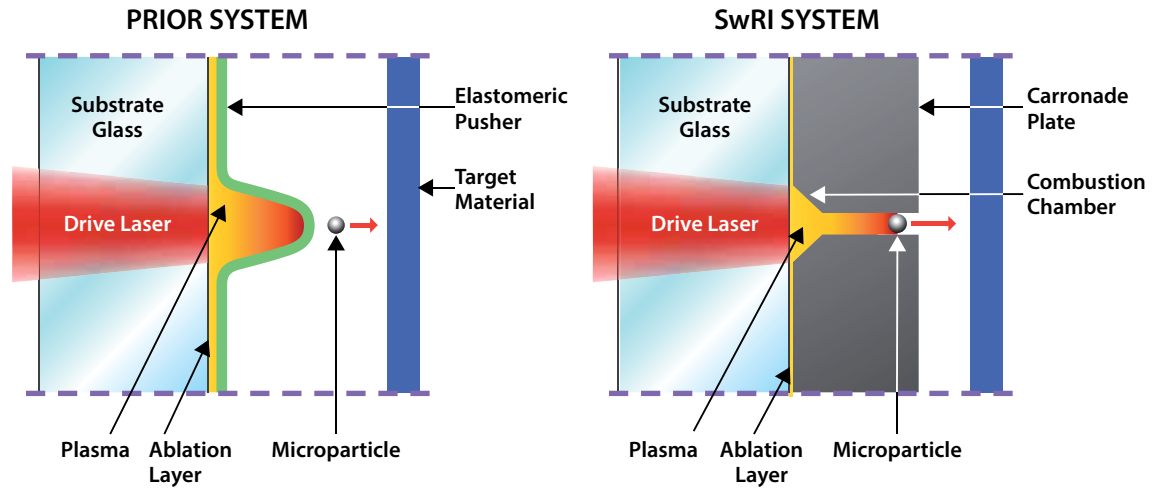 PRIOR SYSTEM
Substrate
Glass
Drive Laser
Elastomeric
Pusher
Target
Material
Plasma
Ablation
Layer
Microparticle
SwRI SYSTEM
Substrate
Glass
Drive Laser
Carronade
Plate
Combustion
Chamber
Plasma
Ablation
Layer
Microparticle